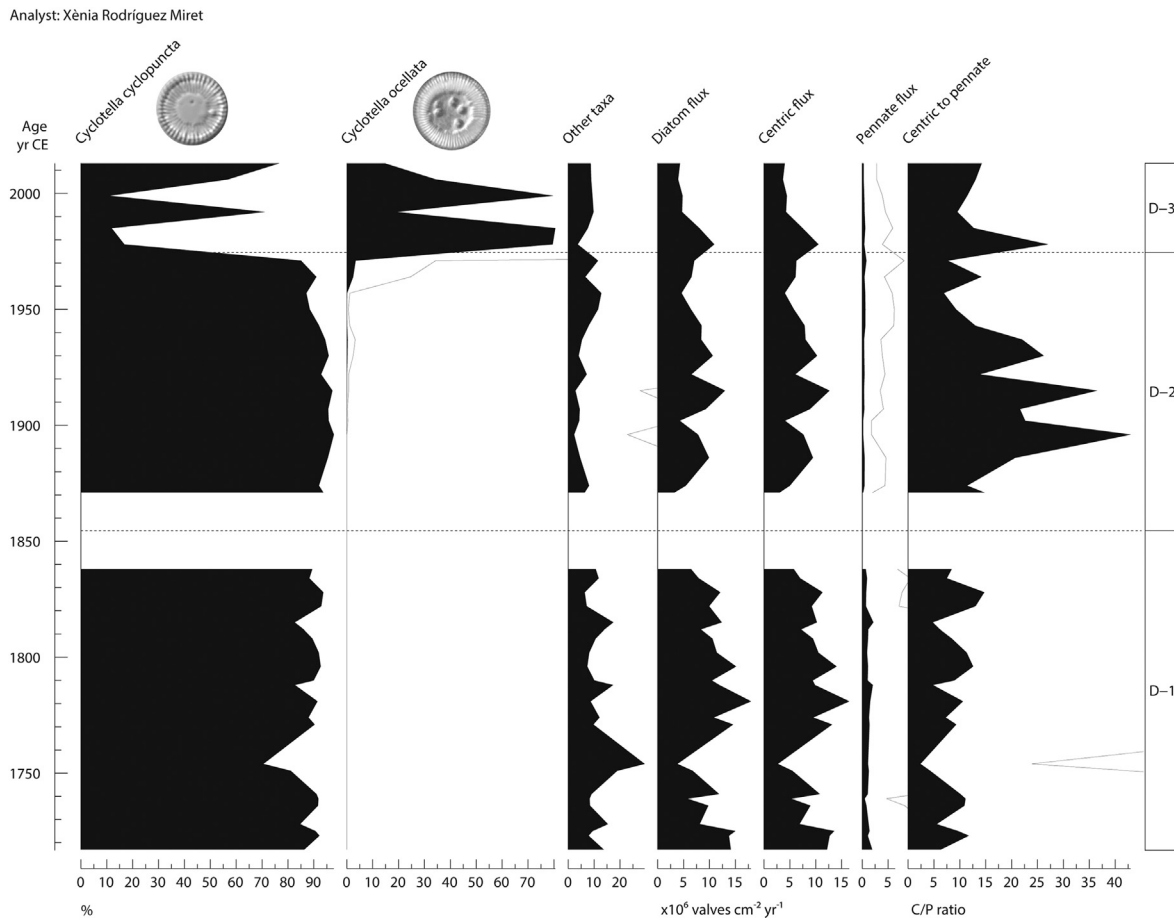 Analyst: Xènia Rodríguez Miret
Cyclotella cyclopuncta
Cyclotella ocellata
Other taxa
Diatom flux
Centric flux
Pennate flux
Centric to pennate
Age
yr CE
2000
1950
1900
1850
1800
1750
D–3
D–2
D–1
0 10 20 30 40 50 60 70 80 90
0 10 20 30 40 50 60 70 80
0 10 20
0 5 10 15
0 5 10 15
0 5
0 5 10 15 20 25 30 35 40
%
x10⁶ valves cm⁻² yr⁻¹
C/P ratio